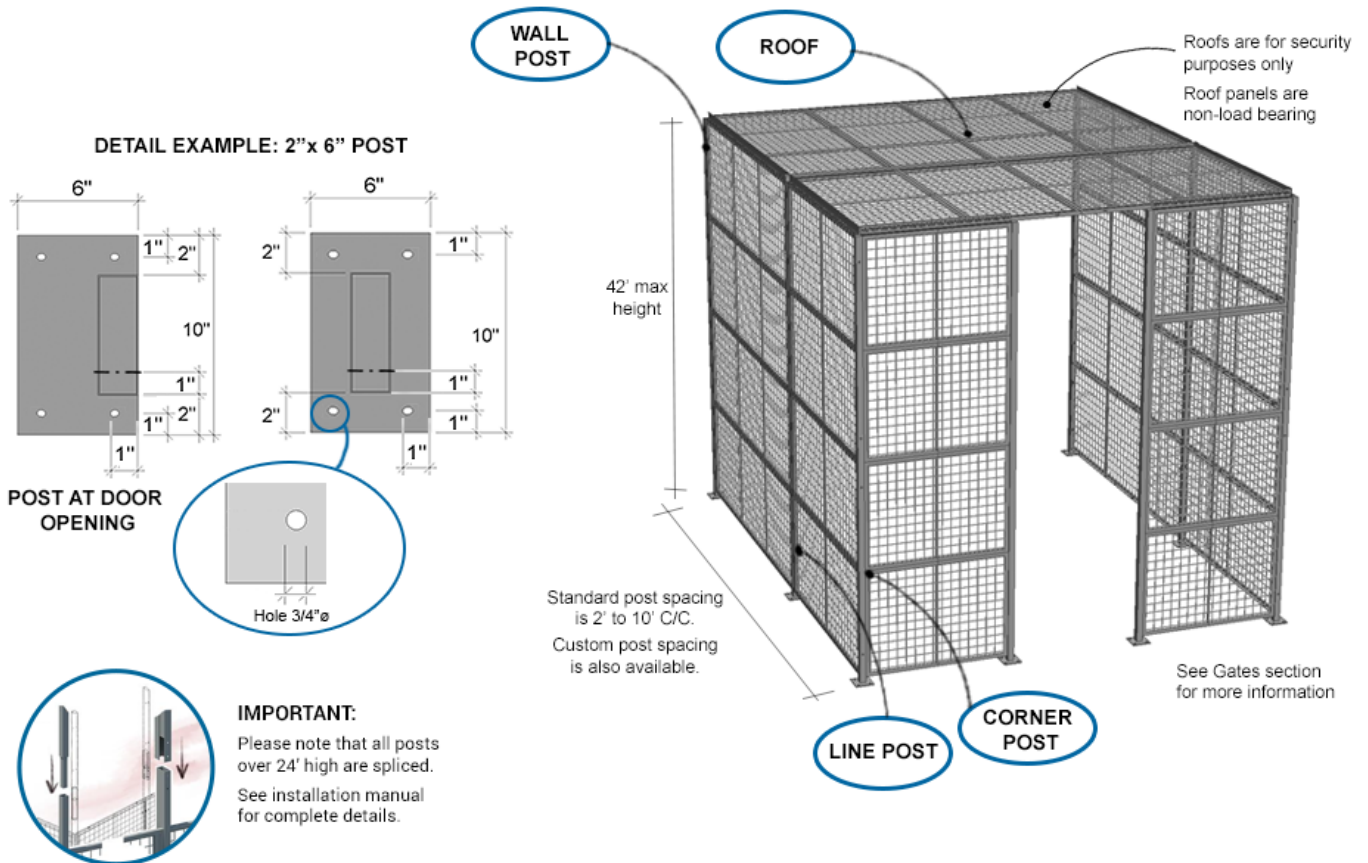 WALL
POST
ROOF
Roofs are for security
purposes only
Roof panels are
non-load bearing
DETAIL EXAMPLE: 2”x 6” POST
6"
1"
2"
10"
1"
2"
1"
1"
POST AT DOOR
OPENING
6"
2"
1"
10"
1"
2"
1"
1"
Hole 3/4"ø
42' max
height
Standard post spacing
is 2' to 10' C/C.
Custom post spacing
is also available.
See Gates section
for more information
LINE POST
CORNER
POST
IMPORTANT:
Please note that all posts
over 24' high are spliced.
See installation manual
for complete details.